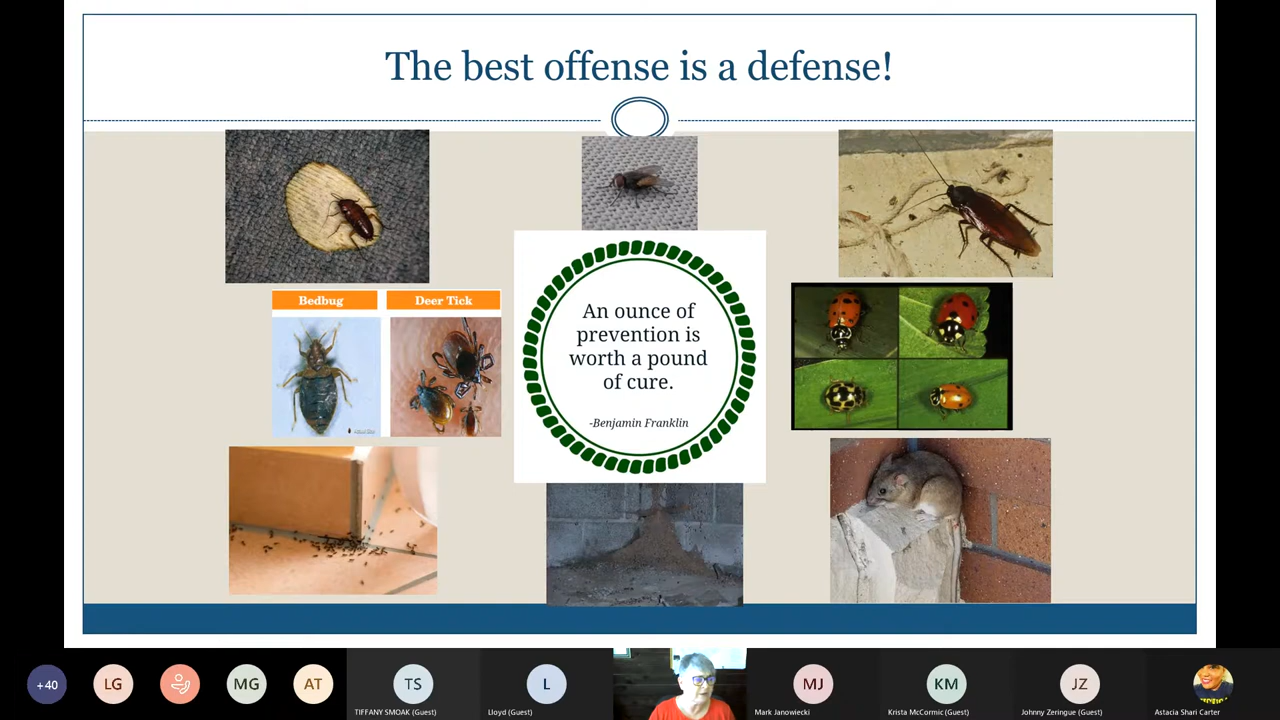 The best offense is a defense!
Bedbug
Deer Tick
An ounce of
prevention is
worth a pound
of cure.
-Benjamin Franklin
+40
LG
MG
AT
TS
TIFFANY SMOAK (Guest)
L
Lloyd (Guest)
MJ
Mark Janowiecki
KM
Krista McCormic (Guest)
JZ
Johnny Zeringue (Guest)
Astacia Shari Carter